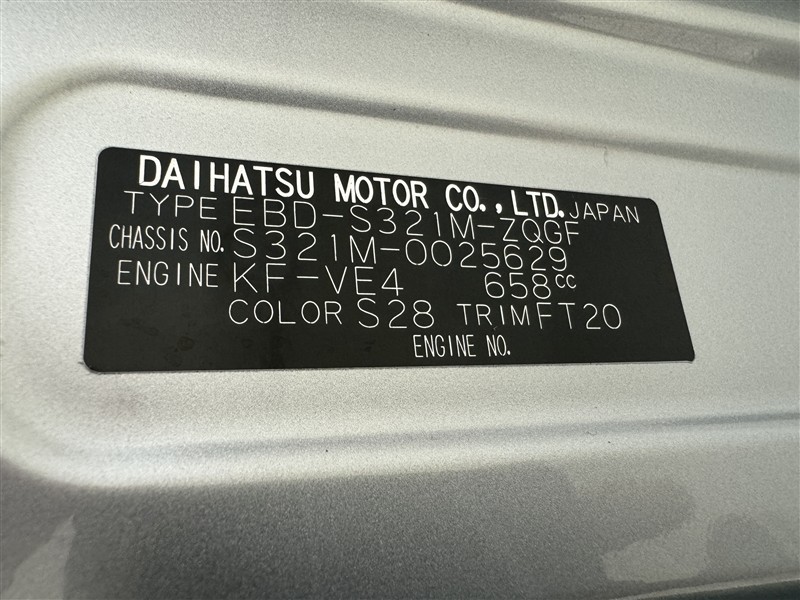 DAIHATSU MOTOR CO.,LTD. JAPAN
TYPE EBD-S321M-ZQGF
CHASSIS NO. S321M-0025629
ENGINE KF-VE4 658cc
COLOR S28 TRIM FT20
ENGINE NO.